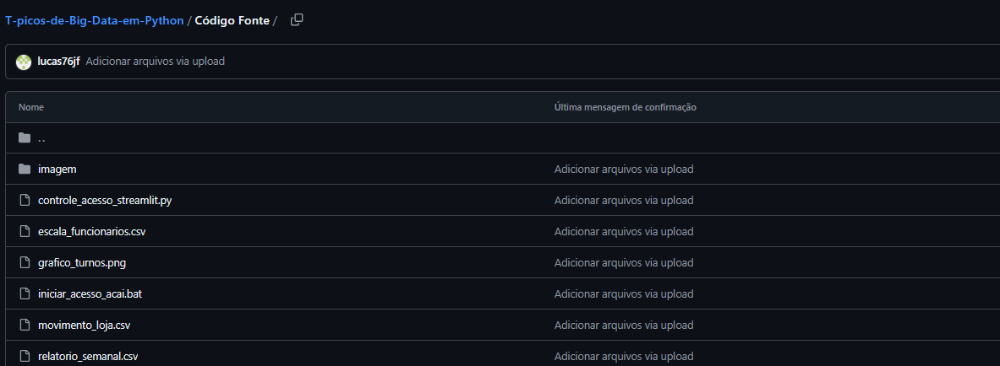 T-picos-de-Big-Data-em-Python / Código Fonte /
lucas76jf Adicionar arquivos via upload
Nome Última mensagem de confirmação
..
imagem Adicionar arquivos via upload
controle_acesso_streamlit.py Adicionar arquivos via upload
escala_funcionarios.csv Adicionar arquivos via upload
grafico_turnos.png Adicionar arquivos via upload
iniciar_acesso_acai.bat Adicionar arquivos via upload
movimento_loja.csv Adicionar arquivos via upload
relatorio_semanal.csv Adicionar arquivos via upload